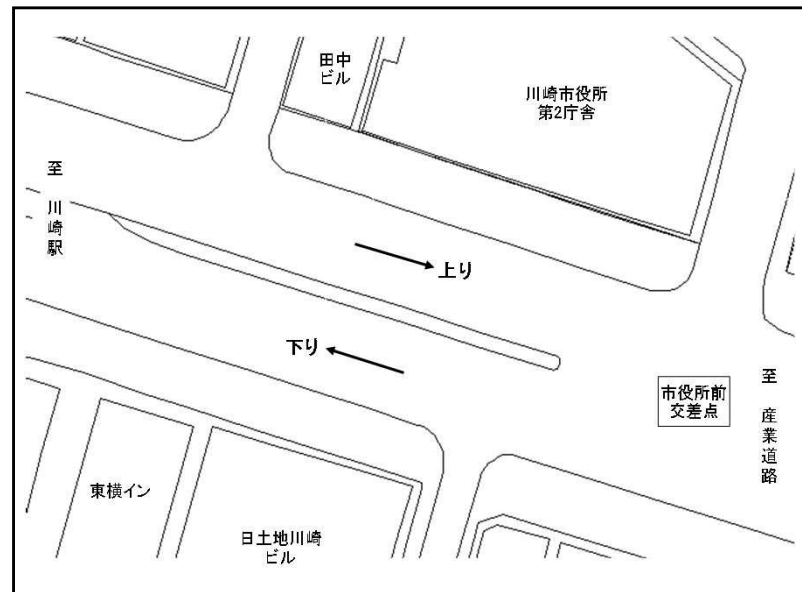 田中
ビル
川崎市役所
第2庁舎
至 川崎駅
上り
下り
市役所前
交差点
至 産業道路
東横イン
日土地川崎
ビル